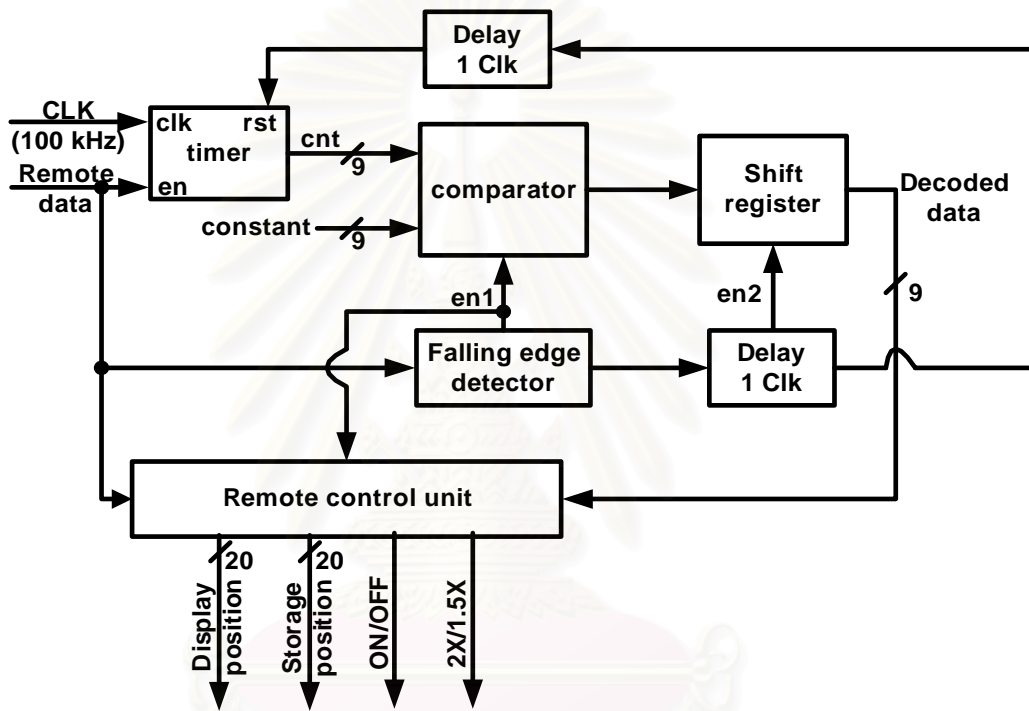 Delay
1 Clk
CLK
(100 kHz)
Remote
data
clk rst
timer
en
cnt
9
constant
9
comparator
Shift
register
Decoded
data
9
en1
en2
Falling edge
detector
Delay
1 Clk
Remote control unit
20
20
Display
position
Storage
position
ON/OFF
2X/1.5X